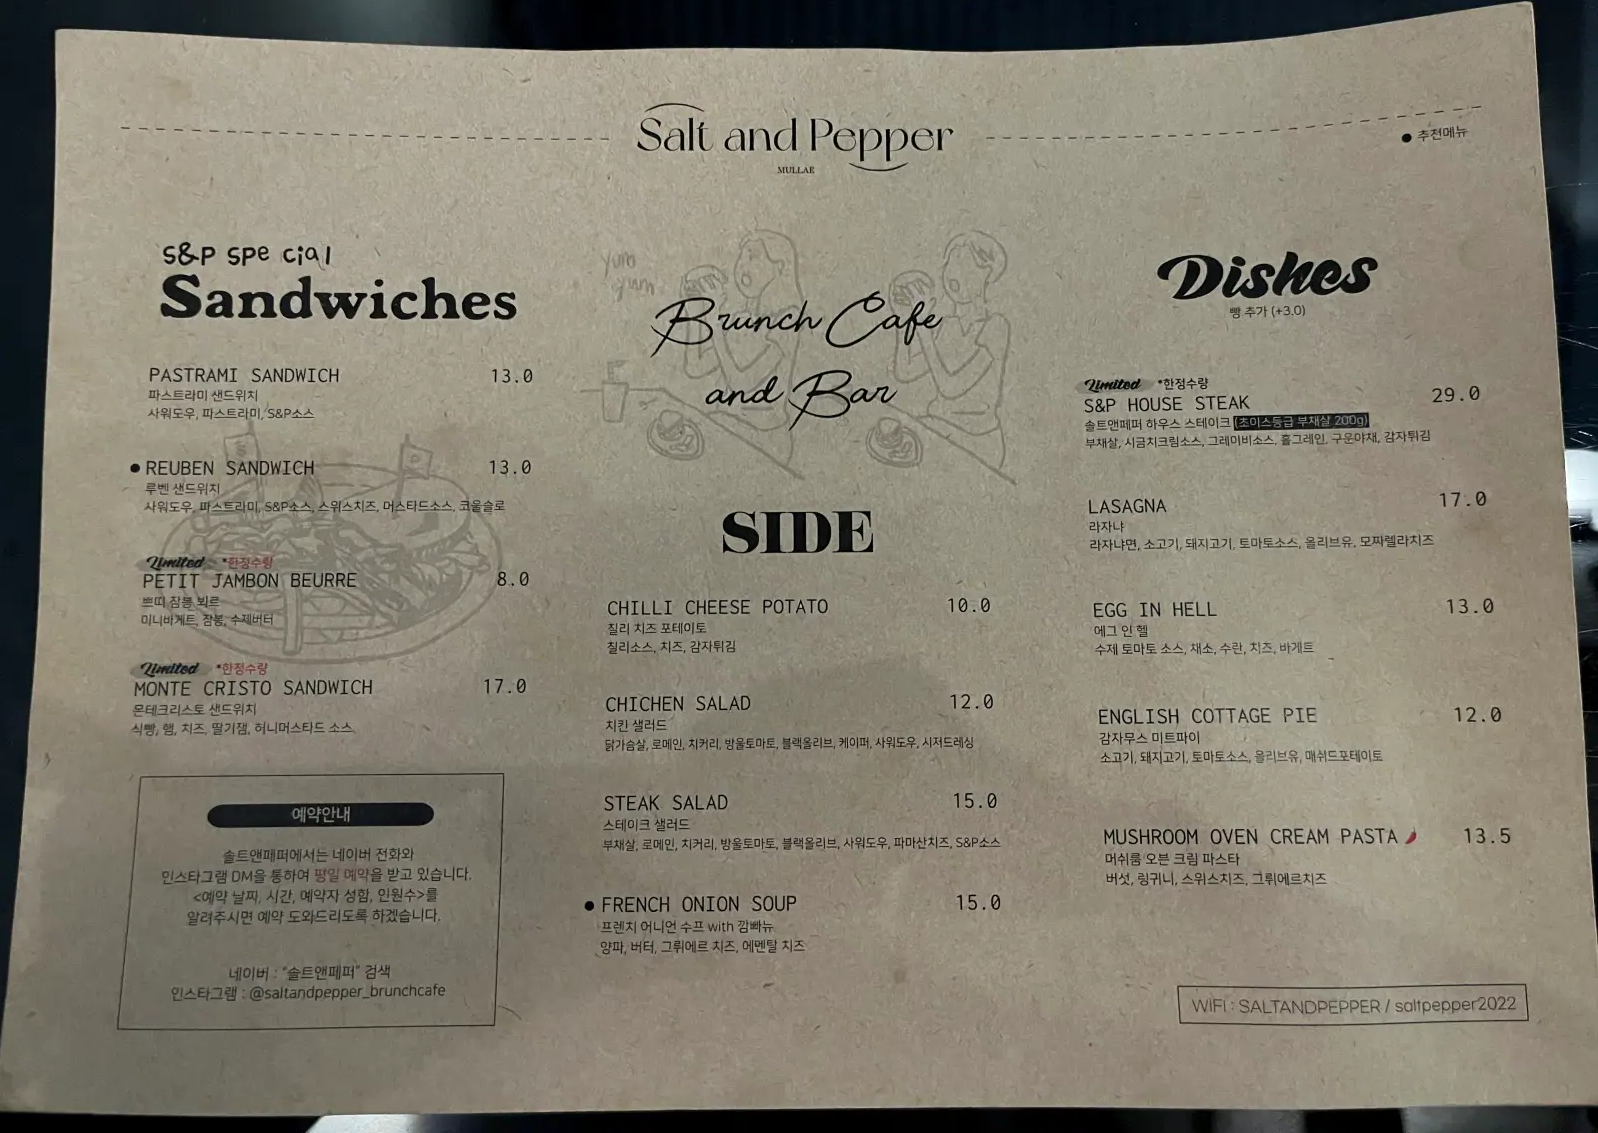 Salt and Pepper
MULLAE
● 추천메뉴
S&P special
Sandwiches
PASTRAMI SANDWICH 13.0
파스트라미 샌드위치
사워도우, 파스트라미, S&P소스
● REUBEN SANDWICH 13.0
루벤 샌드위치
사워도우, 파스트라미, S&P소스, 스위스치즈, 머스타드소스, 코울슬로
Limited *한정수량
PETIT JAMBON BEURRE 8.0
쁘띠 잠봉 뵈르
미니바게트, 잠봉, 수제버터
Limited *한정수량
MONTE CRISTO SANDWICH 17.0
몬테크리스토 샌드위치
식빵, 햄, 치즈, 딸기잼, 허니머스타드 소스
예약안내
솔트앤페퍼에서는 네이버 전화와
인스타그램 DM을 통하여 평일 예약을 받고 있습니다.
<예약 날짜, 시간, 예약자 성함, 인원수>를
알려주시면 예약 도와드리도록 하겠습니다.
네이버 : "솔트앤페퍼" 검색
인스타그램 : @saltandpepper_brunchcafe
yum
yum
Brunch Cafe
and Bar
SIDE
CHILLI CHEESE POTATO 10.0
칠리 치즈 포테이토
칠리소스, 치즈, 감자튀김
CHICHEN SALAD 12.0
치킨 샐러드
닭가슴살, 로메인, 치커리, 방울토마토, 블랙올리브, 케이퍼, 사워도우, 시저드레싱
STEAK SALAD 15.0
스테이크 샐러드
부채살, 로메인, 치커리, 방울토마토, 블랙올리브, 사워도우, 파마산치즈, S&P소스
● FRENCH ONION SOUP 15.0
프렌치 어니언 수프 with 깜빠뉴
양파, 버터, 그뤼에르 치즈, 에멘탈 치즈
Dishes
빵 추가 (+3.0)
Limited *한정수량
S&P HOUSE STEAK 29.0
솔트앤페퍼 하우스 스테이크 (초이스등급 부채살 200g)
부채살, 시금치크림소스, 그레이비소스, 홀그레인, 구운야채, 감자튀김
LASAGNA 17.0
라자냐
라자냐면, 소고기, 돼지고기, 토마토소스, 올리브유, 모짜렐라치즈
EGG IN HELL 13.0
에그 인 헬
수제 토마토 소스, 채소, 수란, 치즈, 바게트
ENGLISH COTTAGE PIE 12.0
감자무스 미트파이
소고기, 돼지고기, 토마토소스, 올리브유, 매쉬드포테이토
MUSHROOM OVEN CREAM PASTA 13.5
머쉬룸 오븐 크림 파스타
버섯, 링귀니, 스위스치즈, 그뤼에르치즈
WIFI : SALTANDPEPPER / saltpepper2022